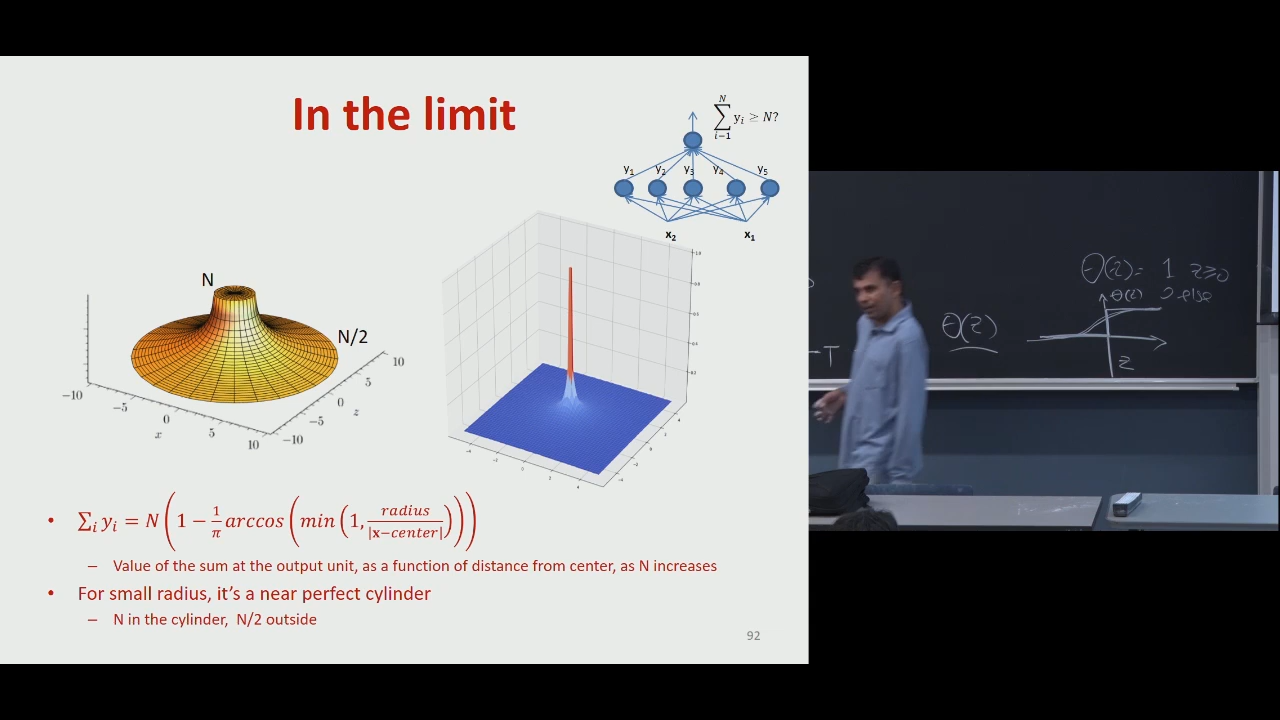 In the limit
N
∑ yᵢ ≥ N?
i−1
y₁ y₂ y₃ y₄ y₅
x₂ x₁
N
N/2
−10 −5 0 5 10
x
−10 −5 0 5 10
z
∑ᵢ yᵢ = N(1 − 1/π arccos(min(1, radius/|x−center|)))
– Value of the sum at the output unit, as a function of distance from center, as N increases
• For small radius, it's a near perfect cylinder
– N in the cylinder, N/2 outside
92
Θ(z)= 1 z≥0
Θ(z) 0 else
Θ(z)
−T
z